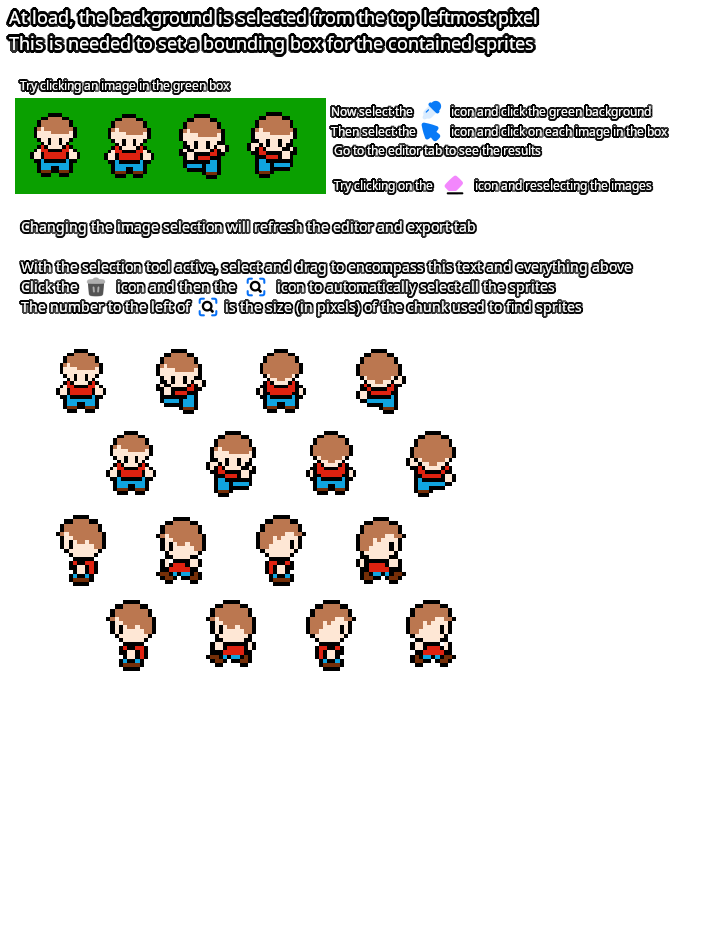 At load, the background is selected from the top leftmost pixel
This is needed to set a bounding box for the contained sprites
Try clicking an image in the green box
Now select the icon and click the green background
Then select the icon and click on each image in the box
Go to the editor tab to see the results
Try clicking on the icon and reselecting the images
Changing the image selection will refresh the editor and export tab
With the selection tool active, select and drag to encompass this text and everything above
Click the icon and then the icon to automatically select all the sprites
The number to the left of is the size (in pixels) of the chunk used to find sprites